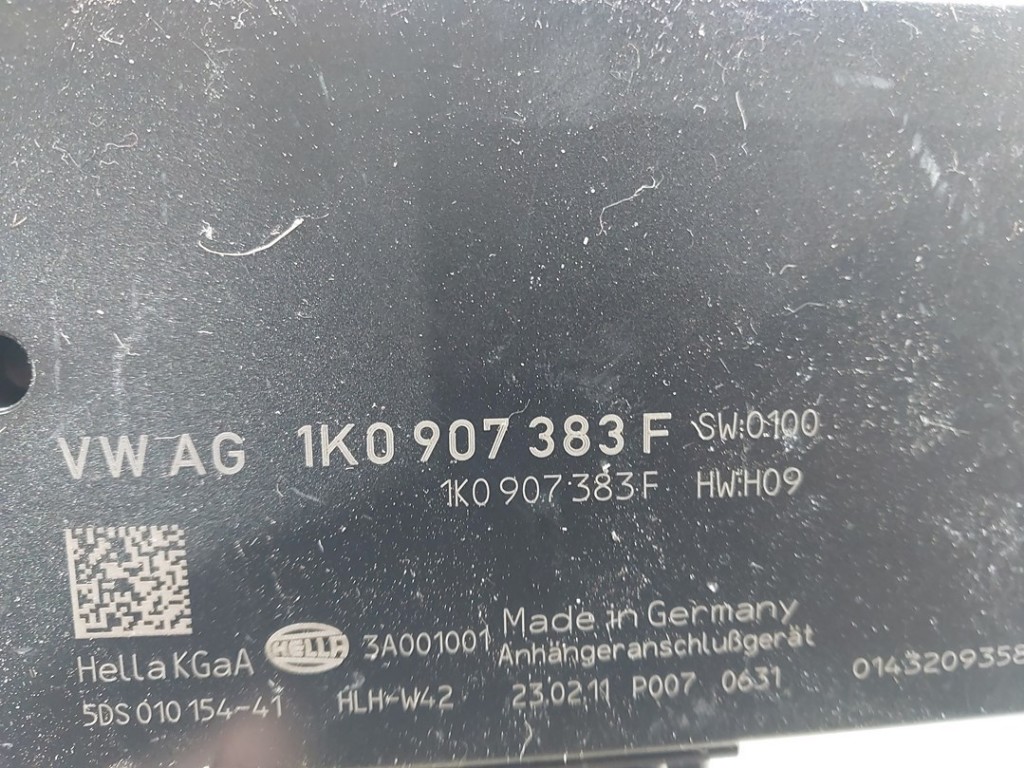 VW AG 1K0 907 383 F SW:0100
1K0 907 383 F HW:H09
Made in Germany
HELLA 3A001001
Anhängeranschlußgerät
Hella KGaA
5DS 010 154-41 HLH-W42 23.02.11 P007 0631 0143209358